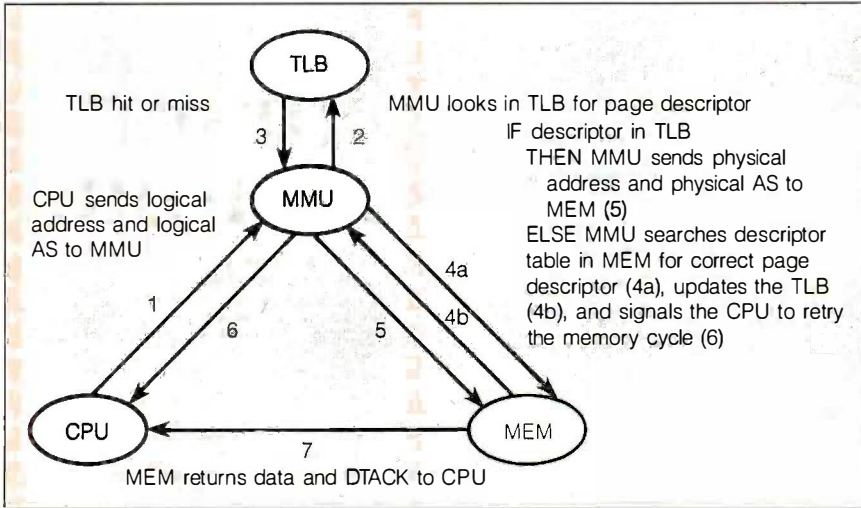 TLB
TLB hit or miss
3
2
MMU looks in TLB for page descriptor
IF descriptor in TLB
THEN MMU sends physical
address and physical AS to
MEM (5)
ELSE MMU searches descriptor
table in MEM for correct page
descriptor (4a), updates the TLB
(4b), and signals the CPU to retry
the memory cycle (6)
CPU sends logical
address and logical
AS to MMU
MMU
1
6
5
4b
4a
CPU
MEM
7
MEM returns data and DTACK to CPU